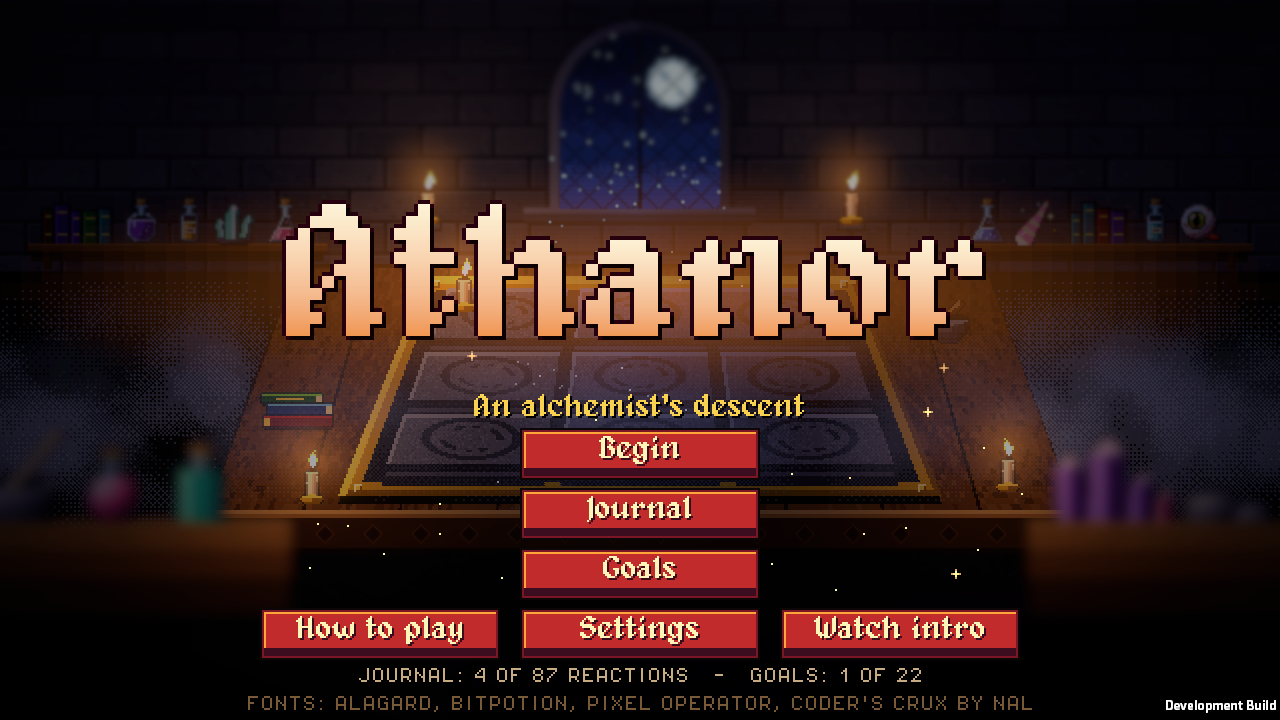 Athanor
An alchemist's descent
Begin
Journal
Goals
How to play Settings Watch intro
JOURNAL: 4 OF 87 REACTIONS - GOALS: 1 OF 22
FONTS: ALAGARD, BITPOTION, PIXEL OPERATOR, CODER'S CRUX BY NAL
Development Build